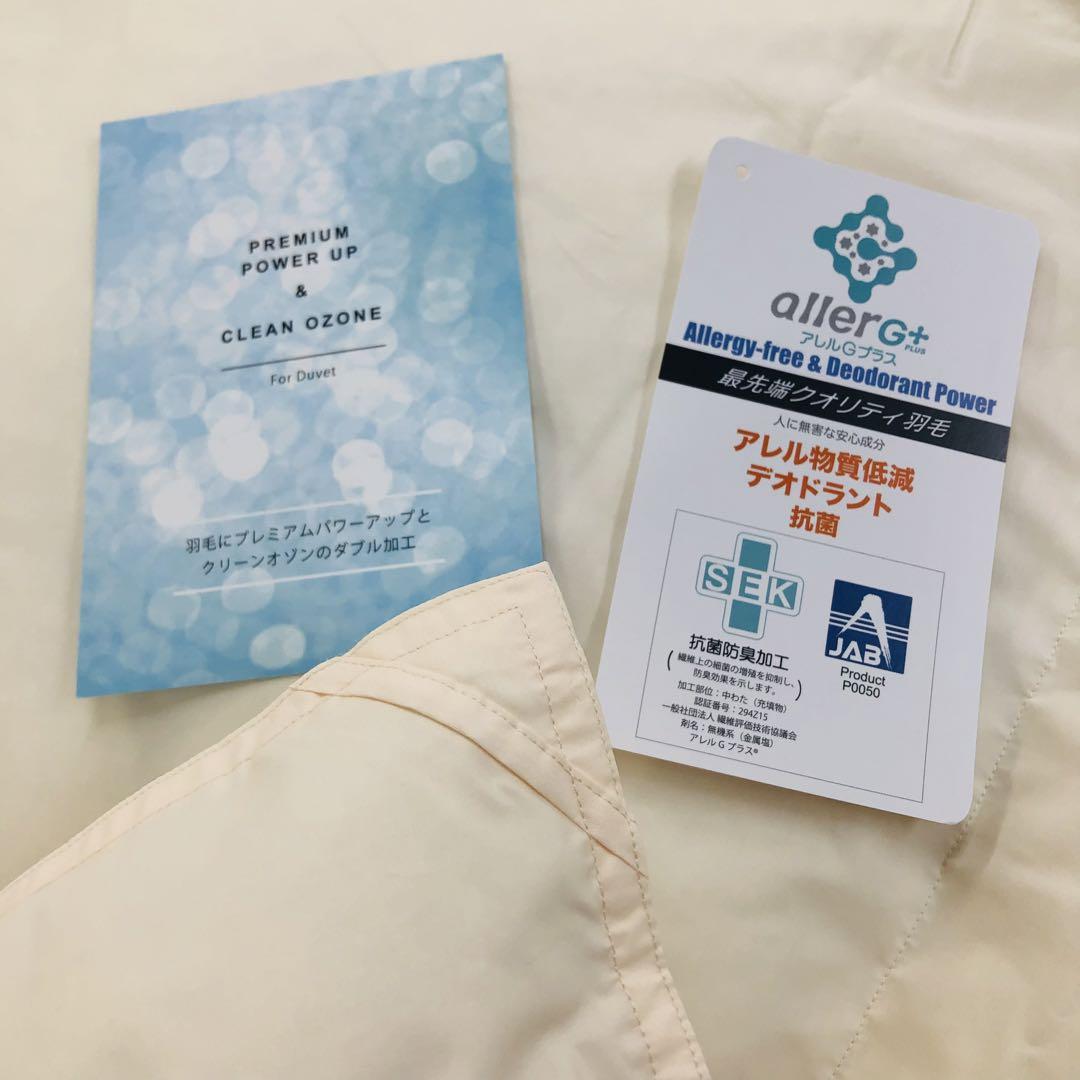 PREMIUM
POWER UP
&
CLEAN OZONE
For Duvet
羽毛にプレミアムパワーアップと
クリーンオゾンのダブル加工
allerG+
PLUS
アレルGプラス
Allergy-free & Deodorant Power
最先端クオリティ羽毛
人に無害な安心成分
アレル物質低減
デオドラント
抗菌
SEK
抗菌防臭加工
(繊維上の細菌の増殖を抑制し、
防臭効果を示します。)
加工部位:中わた(充填物)
認証番号:294Z15
一般社団法人 繊維評価技術協議会
剤名:無機系(金属塩)
アレルGプラス®
JAB
Product
P0050